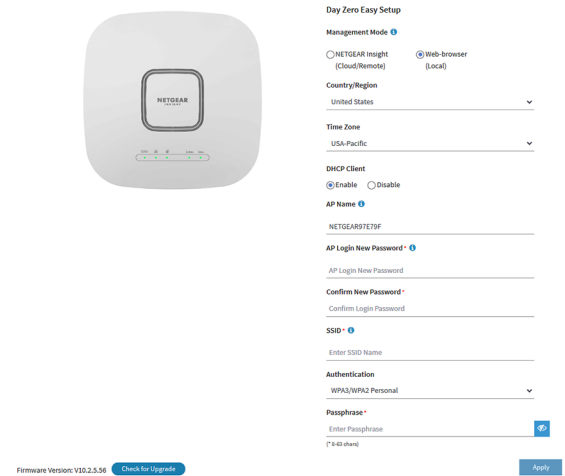 Day Zero Easy Setup
Management Mode
NETGEAR Insight
(Cloud/Remote)
Web-browser
(Local)
Country/Region
United States
Time Zone
USA-Pacific
DHCP Client
Enable
Disable
AP Name
NETGEAR97E79F
AP Login New Password*
AP Login New Password
Confirm New Password*
Confirm Login Password
SSID*
Enter SSID Name
Authentication
WPA3/WPA2 Personal
Passphrase*
Enter Passphrase
(* 8-63 chars)
Apply
NETGEAR
Firmware Version: V10.2.5.56
Check for Upgrade